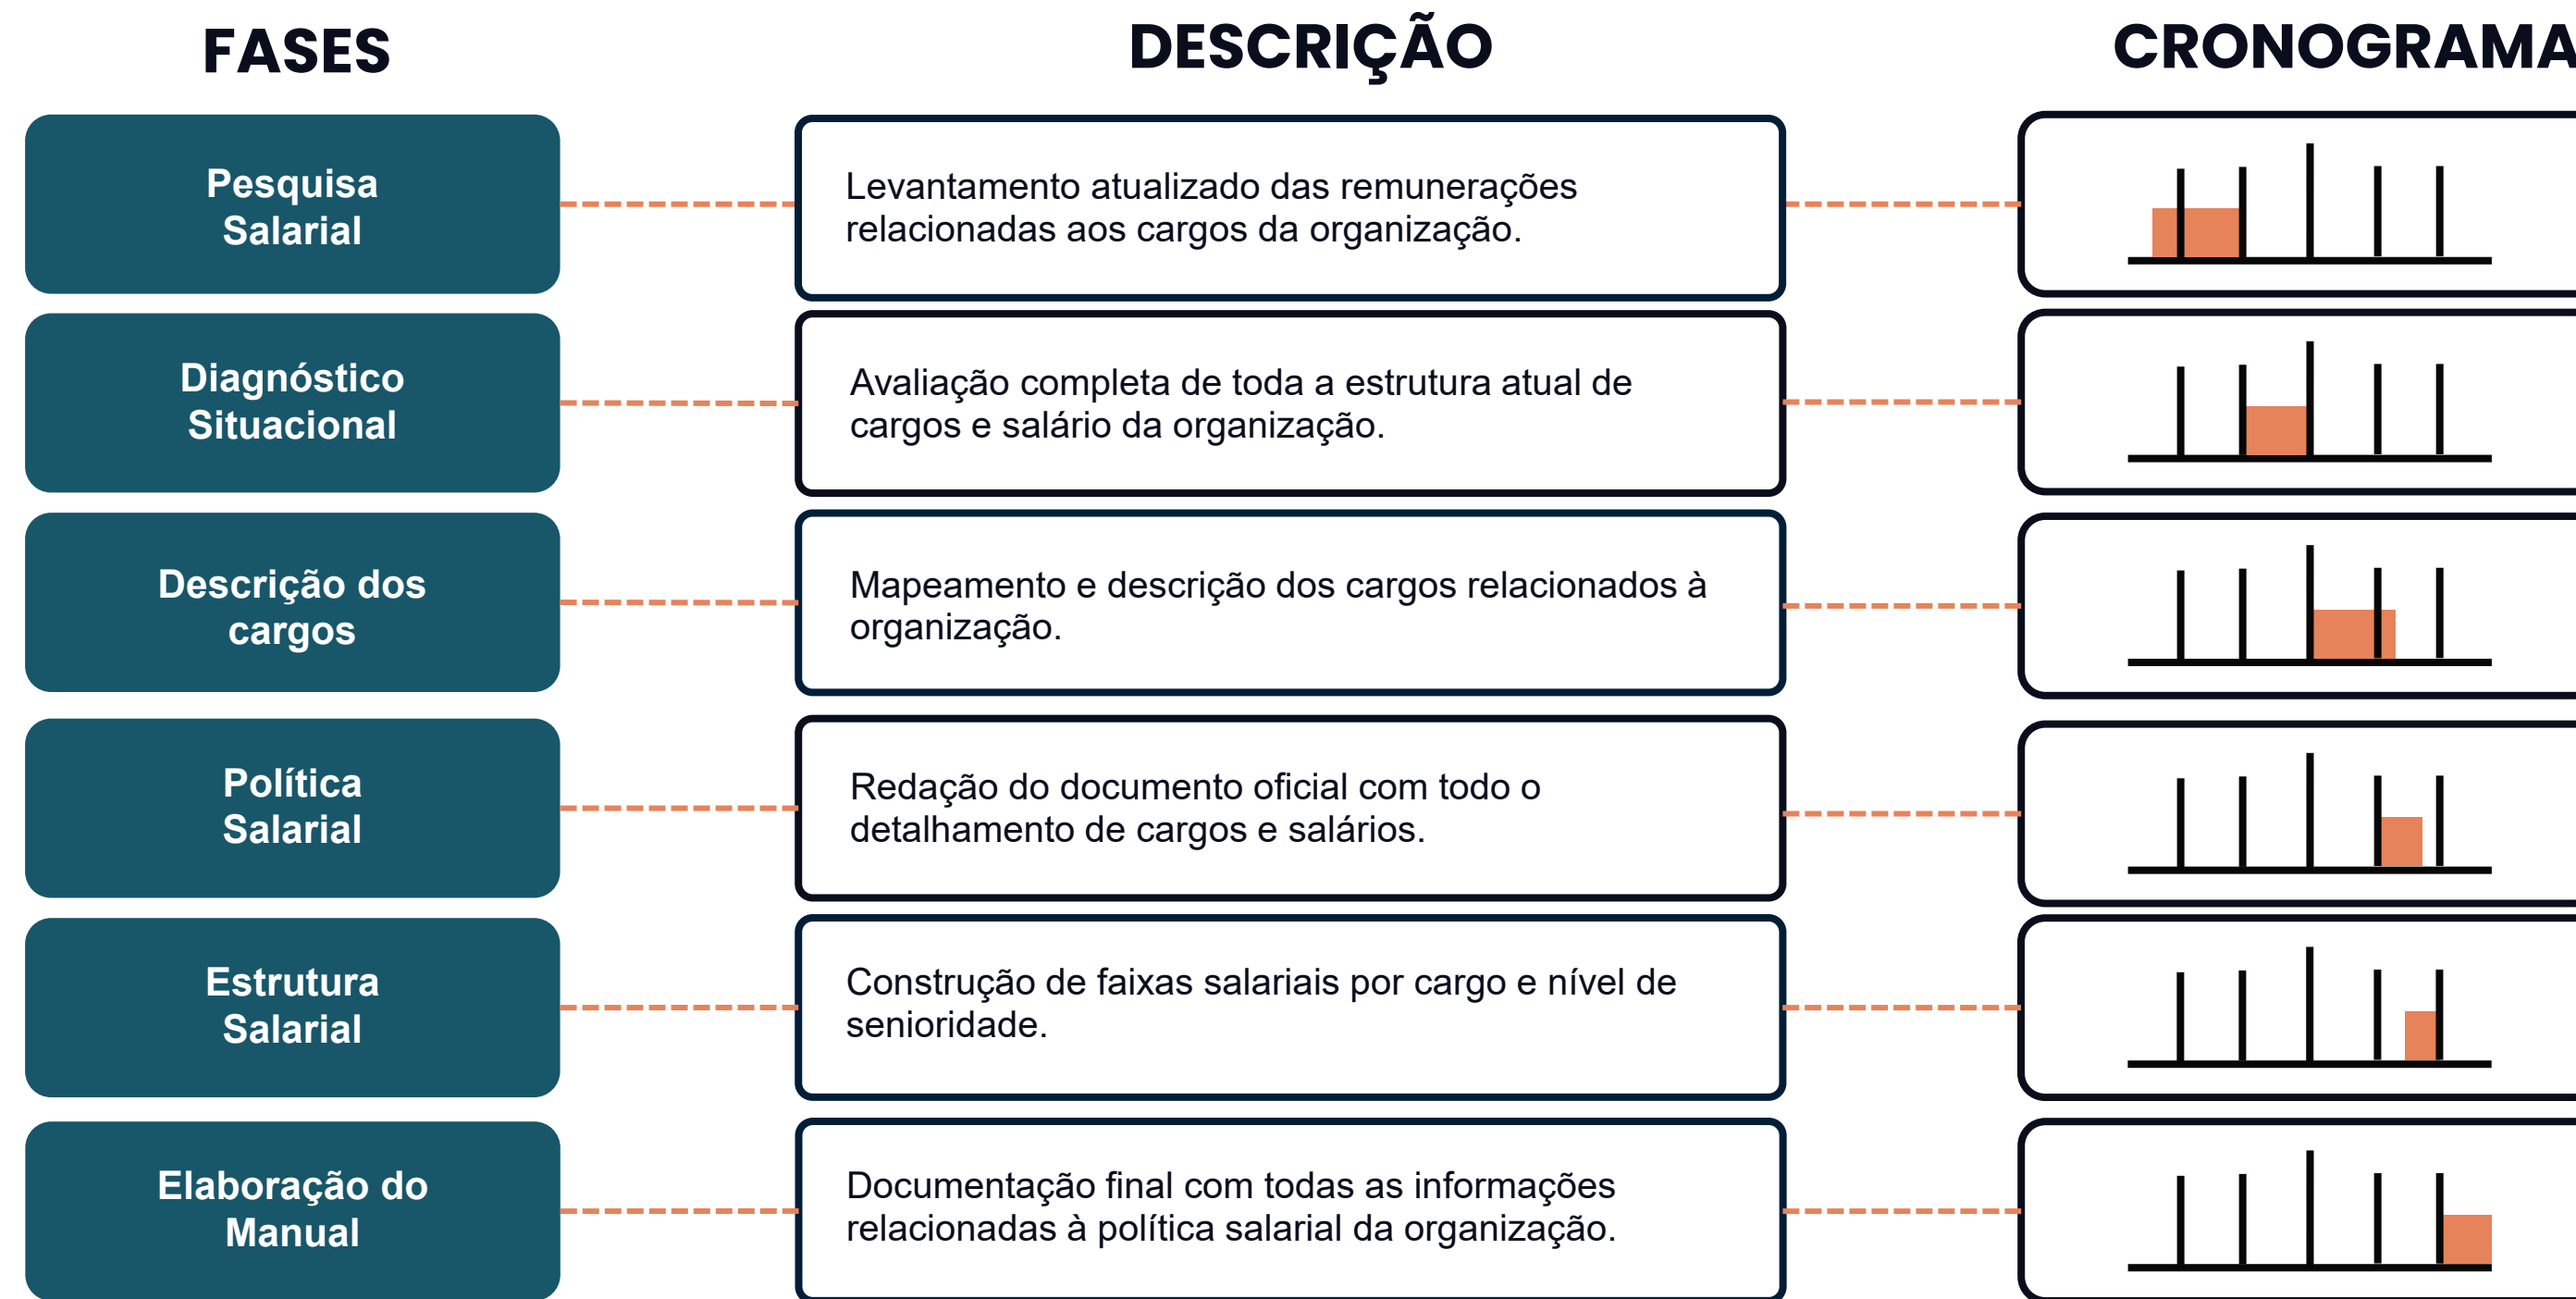 FASES
DESCRIÇÃO
CRONOGRAMA
Pesquisa
Salarial
Levantamento atualizado das remunerações
relacionadas aos cargos da organização.
Diagnóstico
Situacional
Avaliação completa de toda a estrutura atual de
cargos e salário da organização.
Descrição dos
cargos
Mapeamento e descrição dos cargos relacionados à
organização.
Política
Salarial
Redação do documento oficial com todo o
detalhamento de cargos e salários.
Estrutura
Salarial
Construção de faixas salariais por cargo e nível de
senioridade.
Elaboração do
Manual
Documentação final com todas as informações
relacionadas à política salarial da organização.